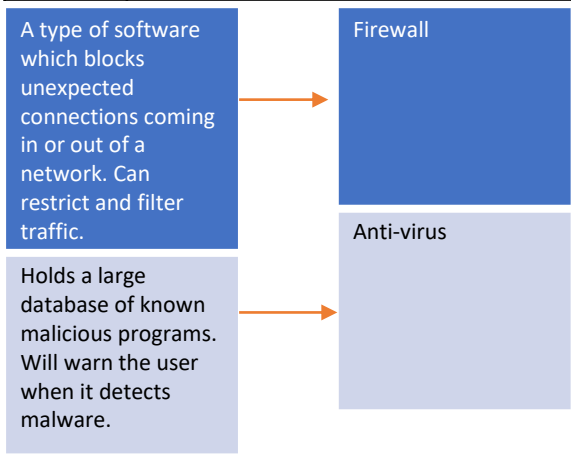 A type of software
which blocks
unexpected
connections coming
in or out of a
network. Can
restrict and filter
traffic.
Firewall
Holds a large
database of known
malicious programs.
Will warn the user
when it detects
malware.
Anti-virus